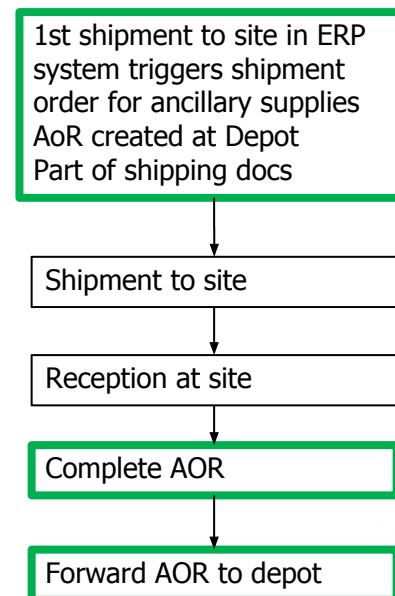 1st shipment to site in ERP
system triggers shipment
order for ancillary supplies
AoR created at Depot
Part of shipping docs
Shipment to site
Reception at site
Complete AOR
Forward AOR to depot